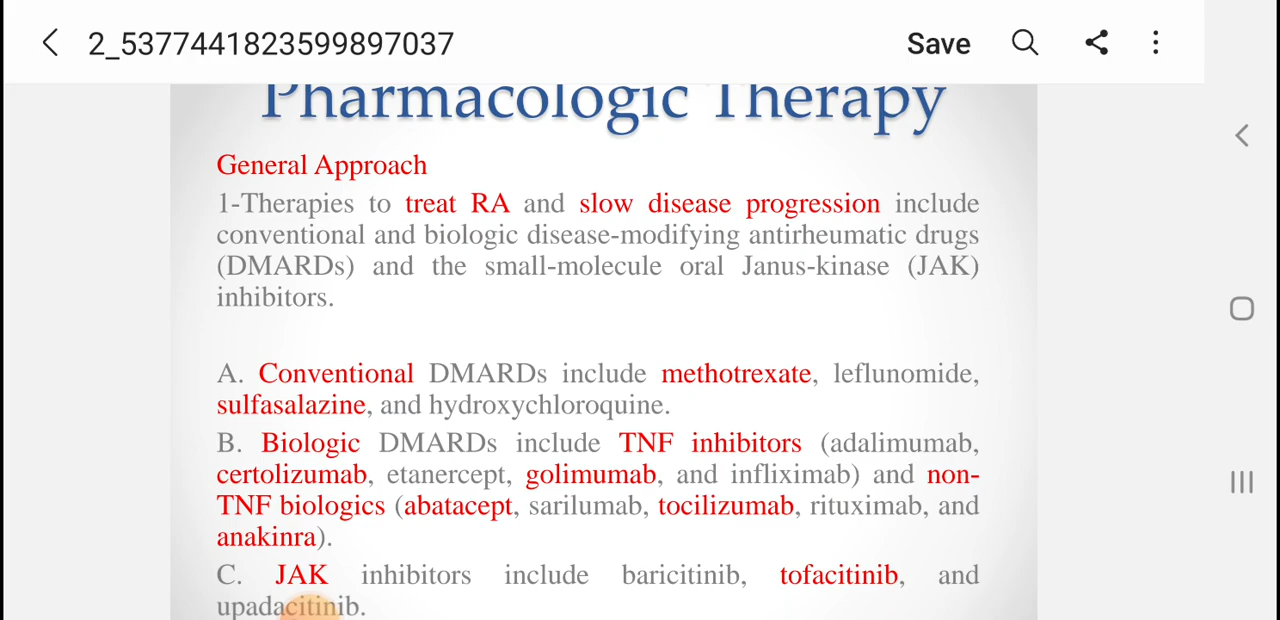 2_5377441823599897037
Save
Pharmacologic Therapy
General Approach
1-Therapies to treat RA and slow disease progression include
conventional and biologic disease-modifying antirheumatic drugs
(DMARDs) and the small-molecule oral Janus-kinase (JAK)
inhibitors.
A. Conventional DMARDs include methotrexate, leflunomide,
sulfasalazine, and hydroxychloroquine.
B. Biologic DMARDs include TNF inhibitors (adalimumab,
certolizumab, etanercept, golimumab, and infliximab) and non-
TNF biologics (abatacept, sarilumab, tocilizumab, rituximab, and
anakinra).
C. JAK inhibitors include baricitinib, tofacitinib, and
upadacitinib.